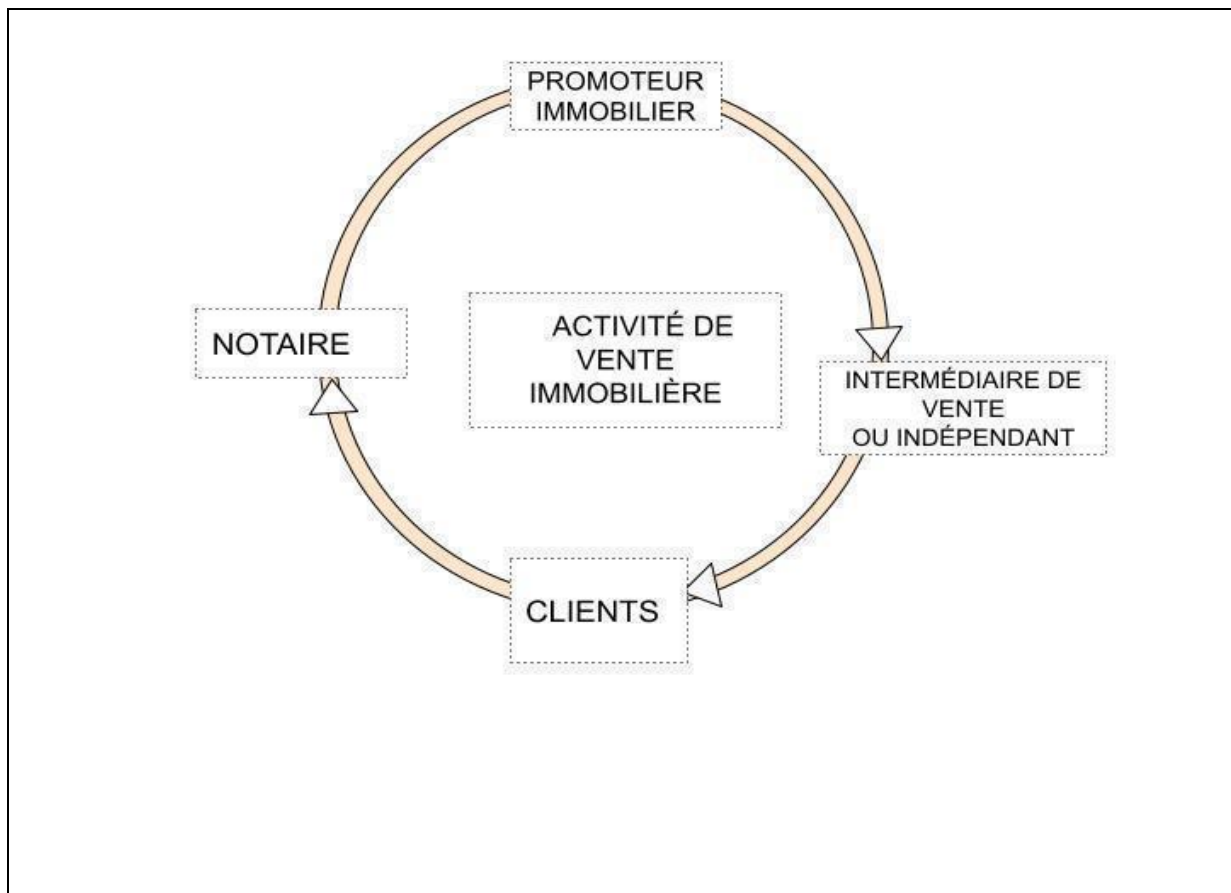 PROMOTEUR
IMMOBILIER
NOTAIRE
ACTIVITÉ DE
VENTE
IMMOBILIÈRE
INTERMÉDIAIRE DE
VENTE
OU INDÉPENDANT
CLIENTS